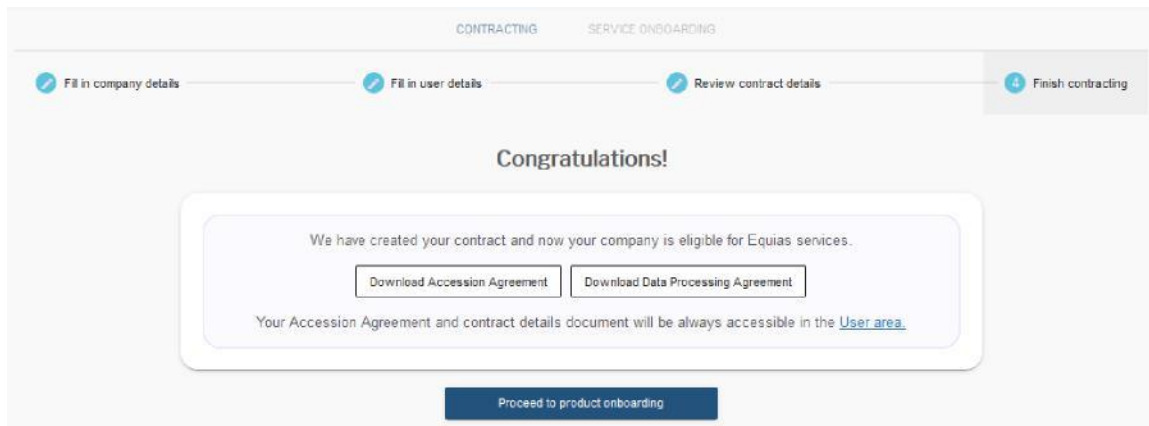 CONTRACTING SERVICE ONBOARDING
Fill in company details Fill in user details Review contract details 4 Finish contracting
Congratulations!
We have created your contract and now your company is eligible for Equias services.
Download Accession Agreement Download Data Processing Agreement
Your Accession Agreement and contract details document will be always accessible in the User area.
Proceed to product onboarding